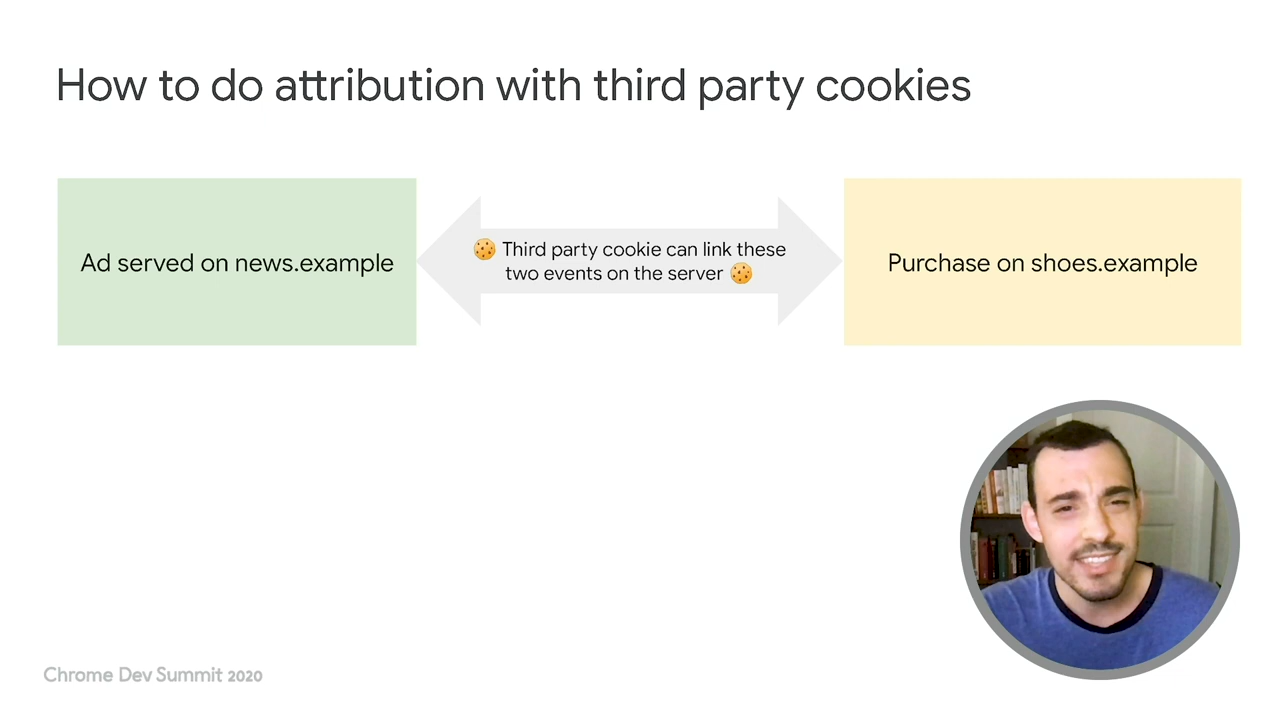 How to do attribution with third party cookies
Ad served on news.example
🍪 Third party cookie can link these
two events on the server 🍪
Purchase on shoes.example
Chrome Dev Summit 2020